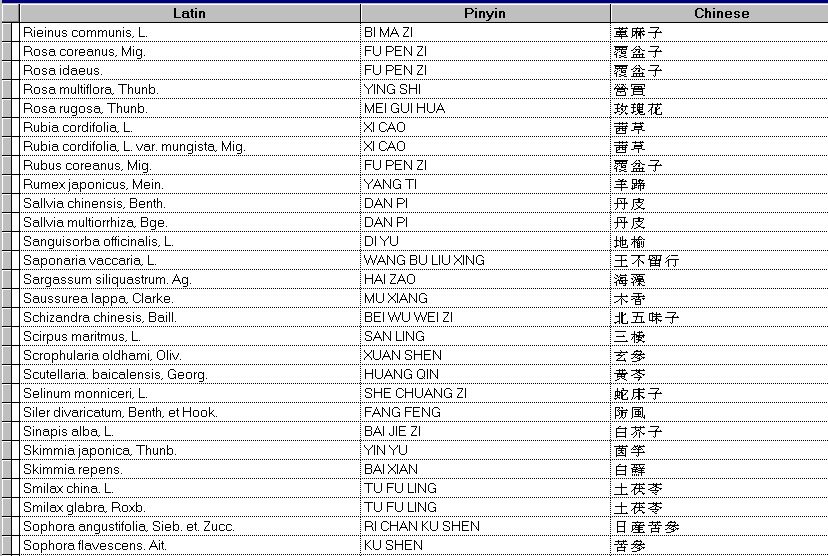 Latin Pinyin Chinese
Rieinus communis, L. BI MA ZI 蓖麻子
Rosa coreanus, Mig. FU PEN ZI 覆盆子
Rosa idaeus. FU PEN ZI 覆盆子
Rosa multiflora, Thunb. YING SHI 營實
Rosa rugosa, Thunb. MEI GUI HUA 玫瑰花
Rubia cordifolia, L. XI CAO 茜草
Rubia cordifolia, L. var. mungista, Mig. XI CAO 茜草
Rubus coreanus, Mig. FU PEN ZI 覆盆子
Rumex japonicus, Mein. YANG TI 羊蹄
Sallvia chinensis, Benth. DAN PI 丹皮
Sallvia multiorrhiza, Bge. DAN PI 丹皮
Sanguisorba officinalis, L. DI YU 地榆
Saponaria vaccaria, L. WANG BU LIU XING 王不留行
Sargassum siliquastrum. Ag. HAI ZAO 海藻
Saussurea lappa, Clarke. MU XIANG 木香
Schizandra chinesis, Baill. BEI WU WEI ZI 北五味子
Scirpus maritmus, L. SAN LING 三棱
Scrophularia oldhami, Oliv. XUAN SHEN 玄參
Scutellaria. baicalensis, Georg. HUANG QIN 黄芩
Selinum monniceri, L. SHE CHUANG ZI 蛇床子
Siler divaricatum, Benth, et Hook. FANG FENG 防風
Sinapis alba, L. BAI JIE ZI 白芥子
Skimmia japonica, Thunb. YIN YU 茵芋
Skimmia repens. BAI XIAN 白蘚
Smilax china. L. TU FU LING 土茯苓
Smilax glabra, Roxb. TU FU LING 土茯苓
Sophora angustifolia, Sieb. et. Zucc. RI CHAN KU SHEN 日産苦參
Sophora flavescens. Ait. KU SHEN 苦參